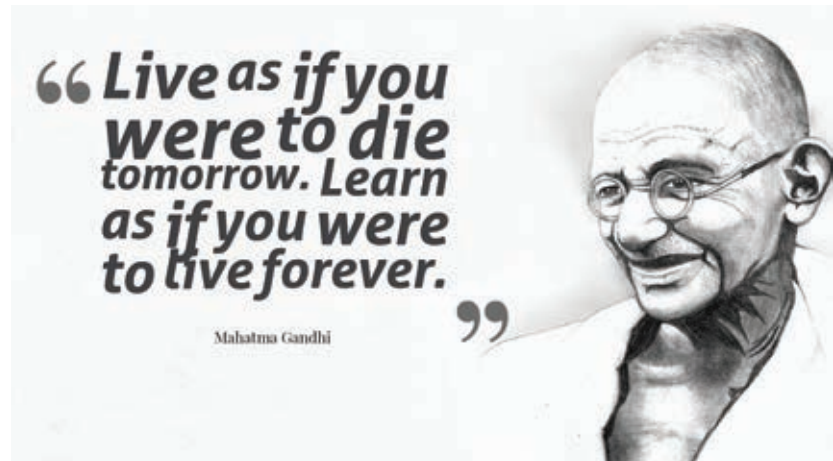 “Live as if you
were to die
tomorrow. Learn
as if you were
to live forever.
”
Mahatma Gandhi